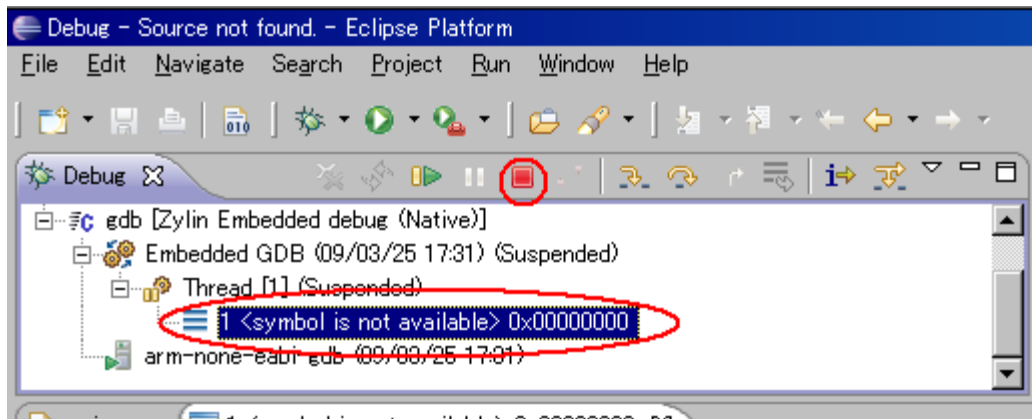 Debug - Source not found. - Eclipse Platform
File Edit Navigate Search Project Run Window Help
010
Debug
gdb [Zylin Embedded debug (Native)]
Embedded GDB (09/03/25 17:31) (Suspended)
Thread [1] (Suspended)
1 <symbol is not available> 0x00000000
arm-none-eabi-gdb (09/03/25 17:31)